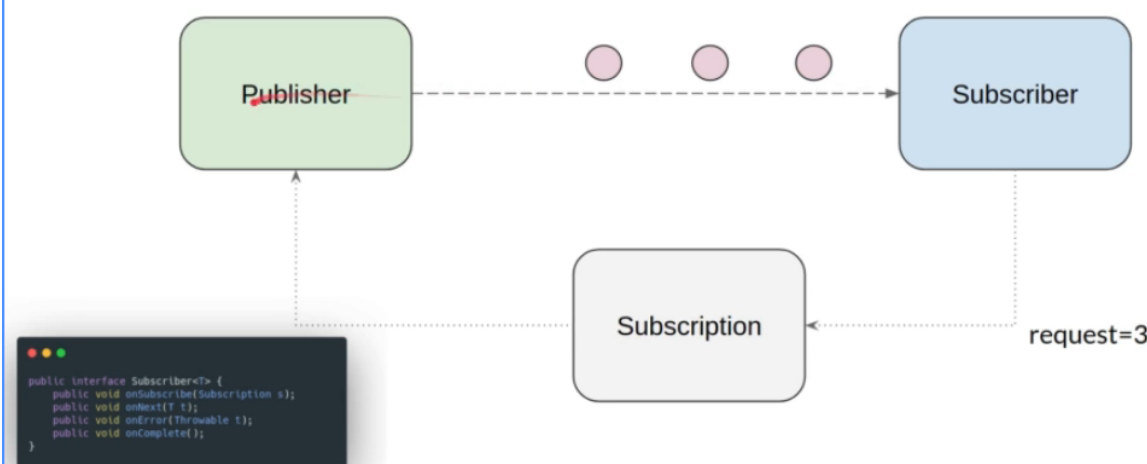 Publisher
Subscriber
Subscription
request=3
public interface Subscriber<T> {
    public void onSubscribe(Subscription s);
    public void onNext(T t);
    public void onError(Throwable t);
    public void onComplete();
}